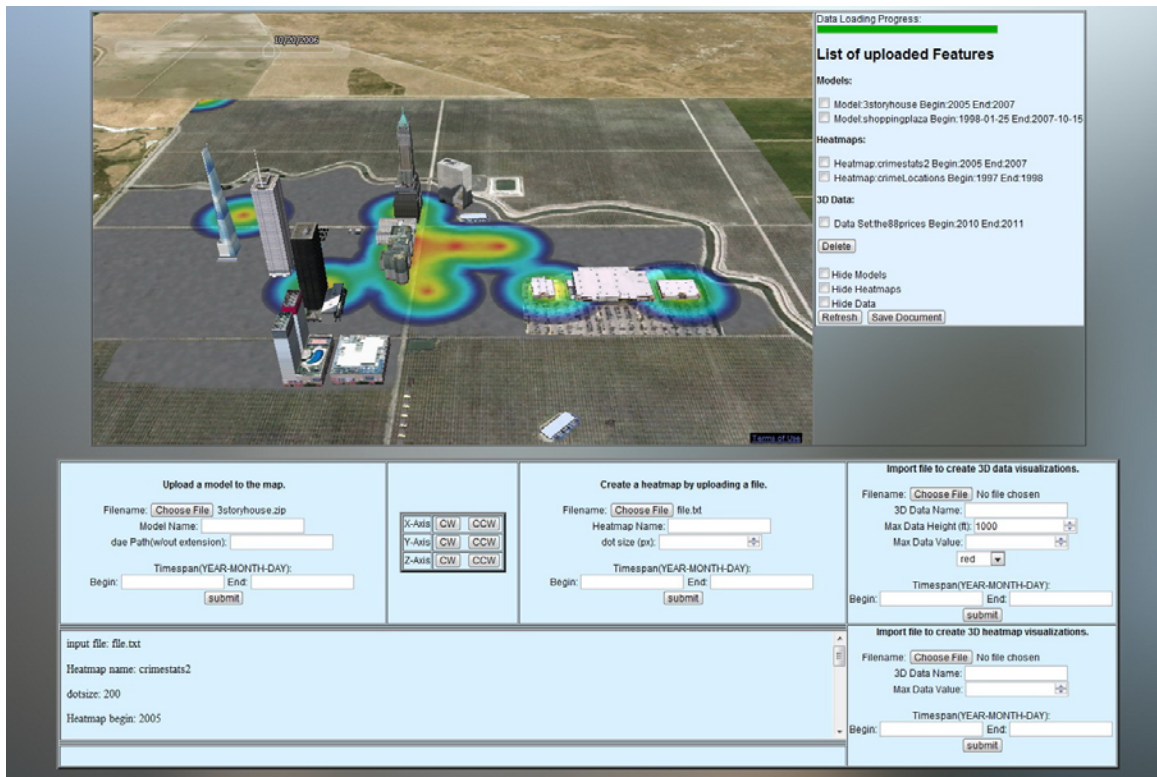 10/20/2006
Terms of Use
Data Loading Progress:
List of uploaded Features
Models:
Model:3storyhouse Begin:2005 End:2007
Model:shoppingplaza Begin:1998-01-25 End:2007-10-15
Heatmaps:
Heatmap:crimestats2 Begin:2005 End:2007
Heatmap:crimeLocations Begin:1997 End:1998
3D Data:
Data Set:the88prices Begin:2010 End:2011
Delete
Hide Models
Hide Heatmaps
Hide Data
Refresh Save Document
Upload a model to the map.
Filename: Choose File 3storyhouse.zip
Model Name:
dae Path(w/out extension):
Timespan(YEAR-MONTH-DAY):
Begin: End:
submit
X-Axis CW CCW
Y-Axis CW CCW
Z-Axis CW CCW
Create a heatmap by uploading a file.
Filename: Choose File file.txt
Heatmap Name:
dot size (px):
Timespan(YEAR-MONTH-DAY):
Begin: End:
submit
Import file to create 3D data visualizations.
Filename: Choose File No file chosen
3D Data Name:
Max Data Height (ft): 1000
Max Data Value:
red
Timespan(YEAR-MONTH-DAY):
Begin: End:
submit
input file: file.txt
Heatmap name: crimestats2
dotsize: 200
Heatmap begin: 2005
Import file to create 3D heatmap visualizations.
Filename: Choose File No file chosen
3D Data Name:
Max Data Value:
Timespan(YEAR-MONTH-DAY):
Begin: End:
submit